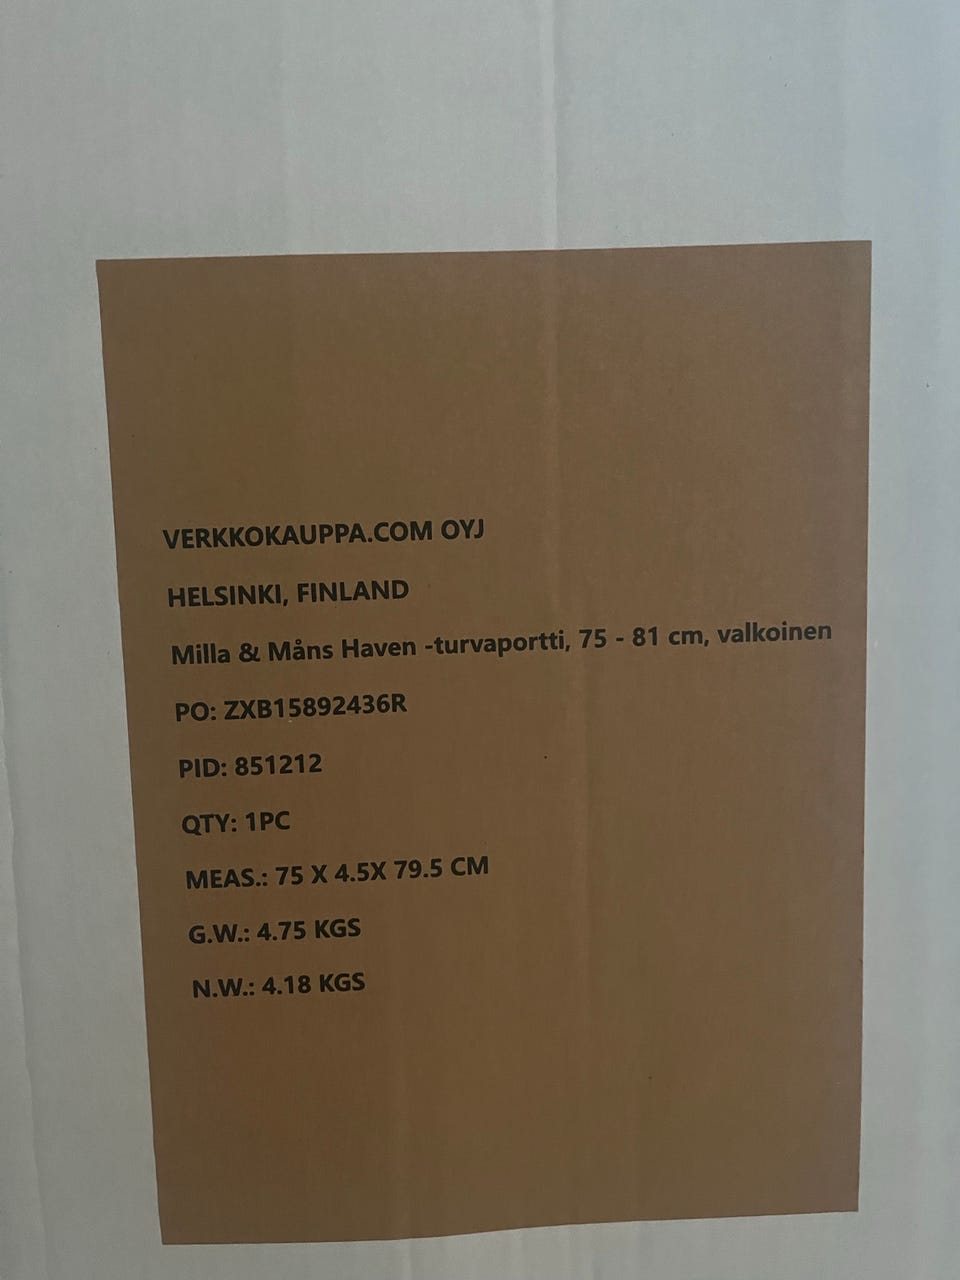 VERKKOKAUPPA.COM OYJ
HELSINKI, FINLAND
Milla & Måns Haven -turvaportti, 75 - 81 cm, valkoinen
PO: ZXB15892436R
PID: 851212
QTY: 1PC
MEAS.: 75 X 4.5X 79.5 CM
G.W.: 4.75 KGS
N.W.: 4.18 KGS